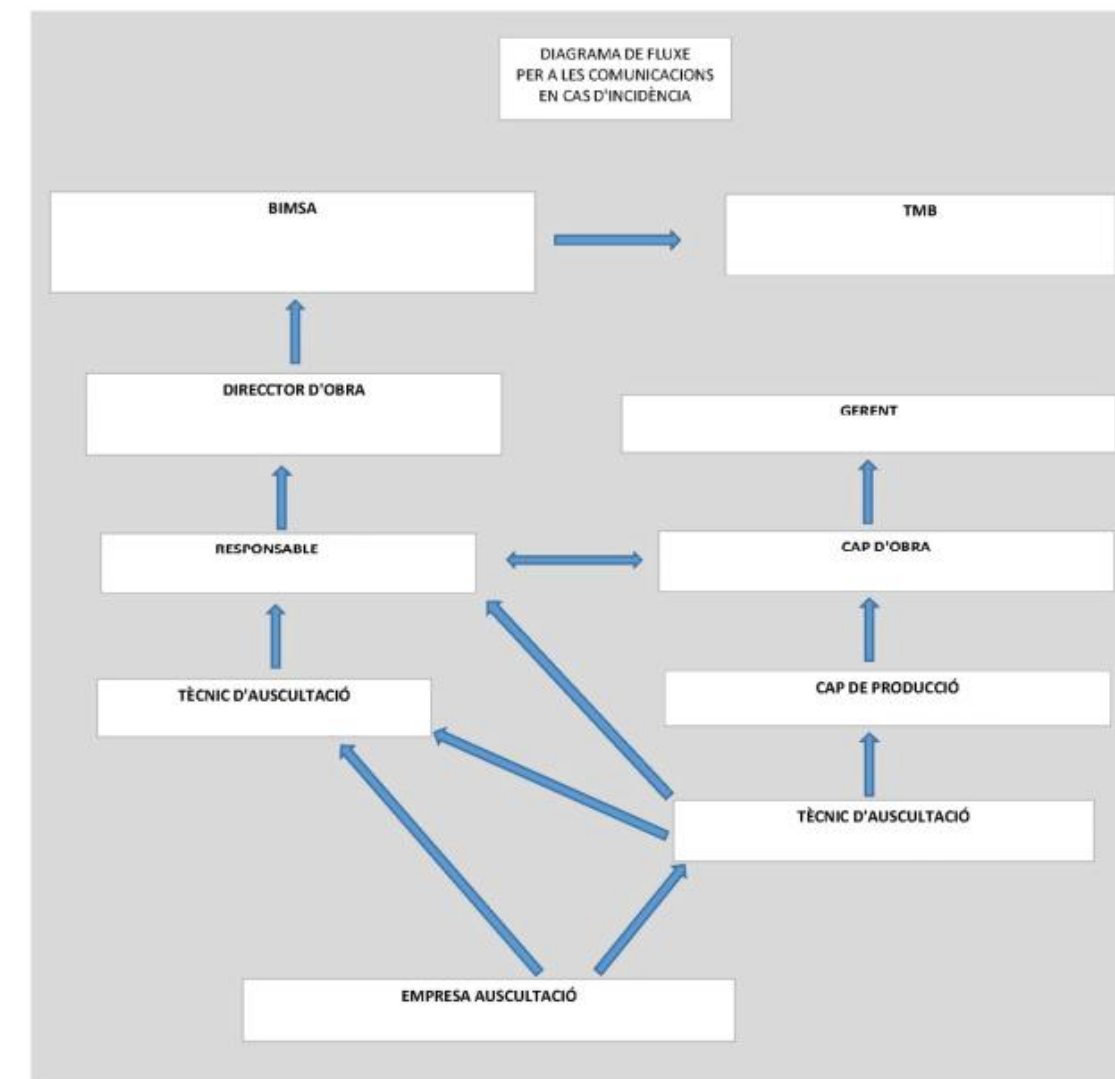 DIAGRAMA DE FLUXE
PER A LES COMUNICACIONS
EN CAS D'INCIDÈNCIA
BIMSA
TMB
DIRECCTOR D'OBRA
GERENT
RESPONSABLE
CAP D'OBRA
TÈCNIC D'AUSCULTACIÓ
CAP DE PRODUCCIÓ
TÈCNIC D'AUSCULTACIÓ
EMPRESA AUSCULTACIÓ